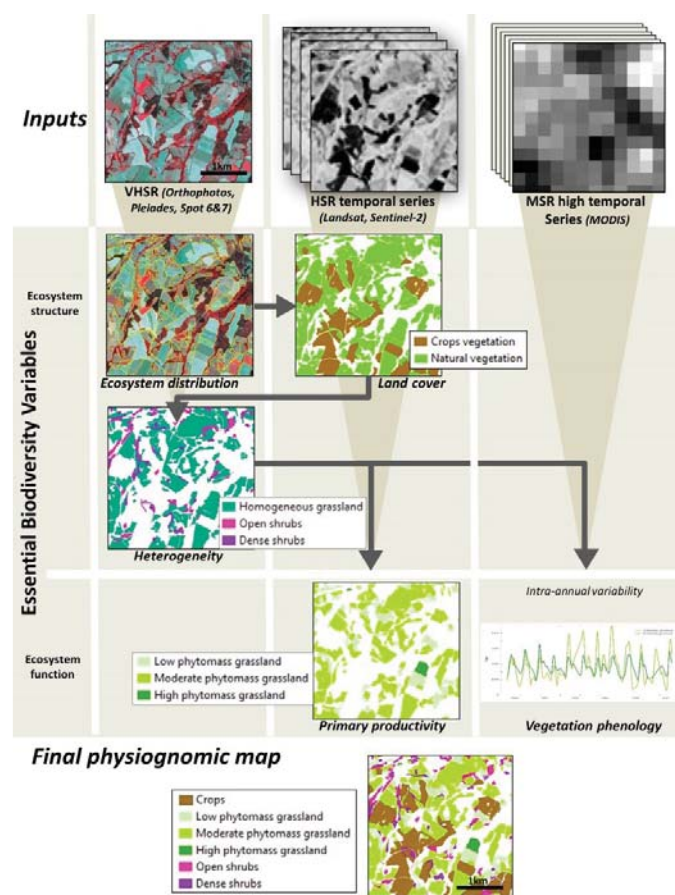 Inputs
1km
VHSR (Orthophotos,
Pleiades, Spot 6&7)
HSR temporal series
(Landsat, Sentinel-2)
MSR high temporal
Series (MODIS)
Essential Biodiversity Variables
Ecosystem
structure
Ecosystem distribution
Crops vegetation
Natural vegetation
Land cover
Homogeneous grassland
Open shrubs
Dense shrubs
Heterogeneity
Ecosystem
function
Low phytomass grassland
Moderate phytomass grassland
High phytomass grassland
Primary productivity
Intra-annual variability
Vegetation phenology
Final physiognomic map
Crops
Low phytomass grassland
Moderate phytomass grassland
High phytomass grassland
Open shrubs
Dense shrubs
1km